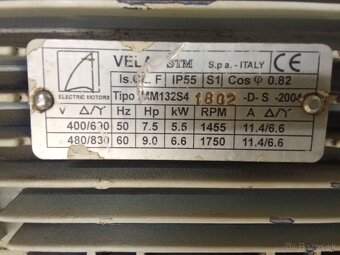 VELA STM S.p.a. - ITALY CE
Is.CL. F IP55 S1 Cos φ 0.82
ELECTRIC MOTORS
Tipo MM132S4 1802 -D- S -2004
V Δ/Y Hz Hp kW RPM A Δ/Y
400/690 50 7.5 5.5 1455 11.4/6.6
480/830 60 9.0 6.6 1750 11.4/6.6